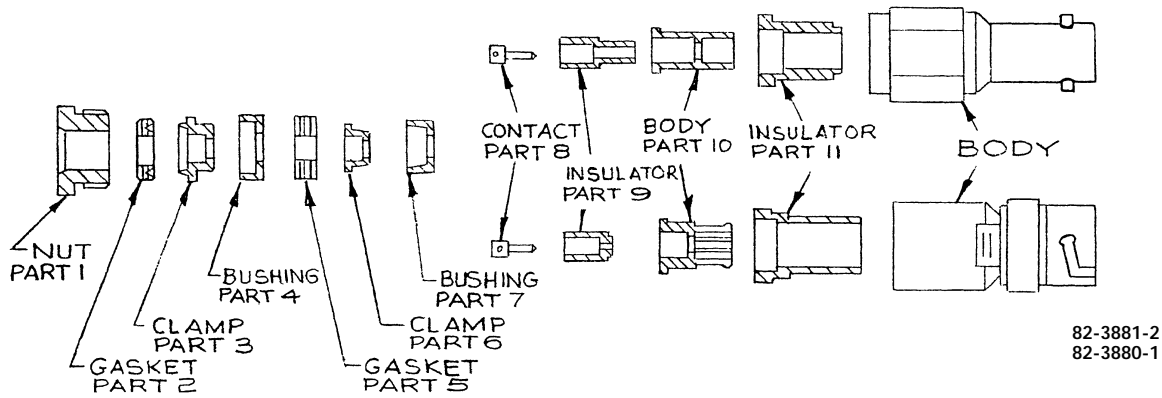 CONTACT
PART 8
BODY
PART 10
INSULATOR
PART 11
BODY
INSULATOR
PART 9
NUT
PART 1
BUSHING
PART 4
BUSHING
PART 7
CLAMP
PART 3
CLAMP
PART 6
GASKET
PART 2
GASKET
PART 5
82-3881-2
82-3880-1